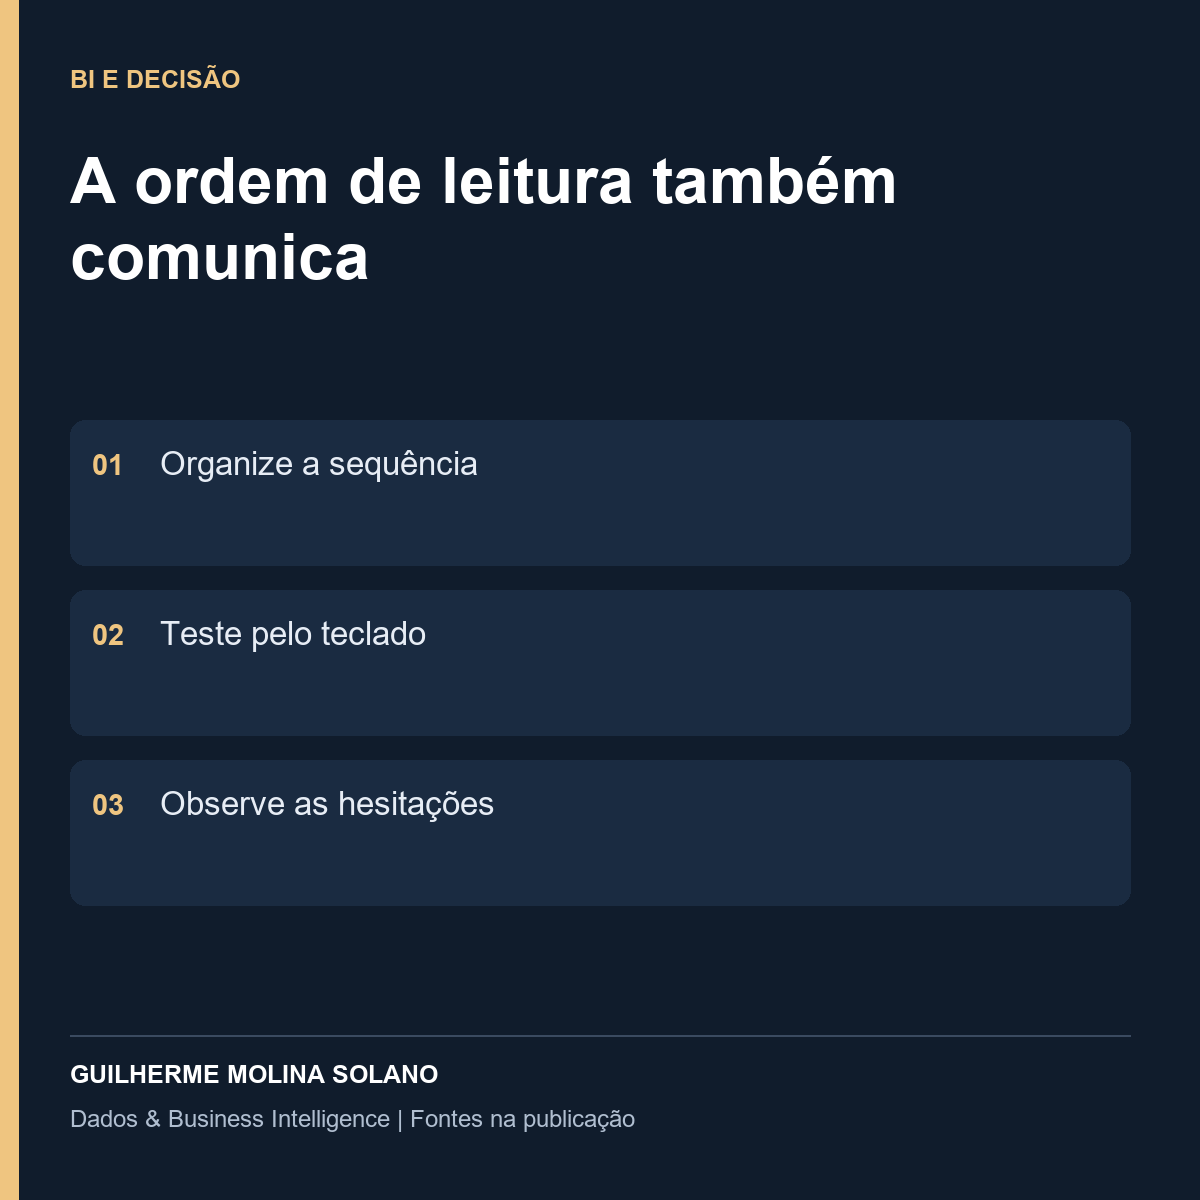 BI E DECISÃO
A ordem de leitura também
comunica
01 Organize a sequência
02 Teste pelo teclado
03 Observe as hesitações
GUILHERME MOLINA SOLANO
Dados & Business Intelligence | Fontes na publicação